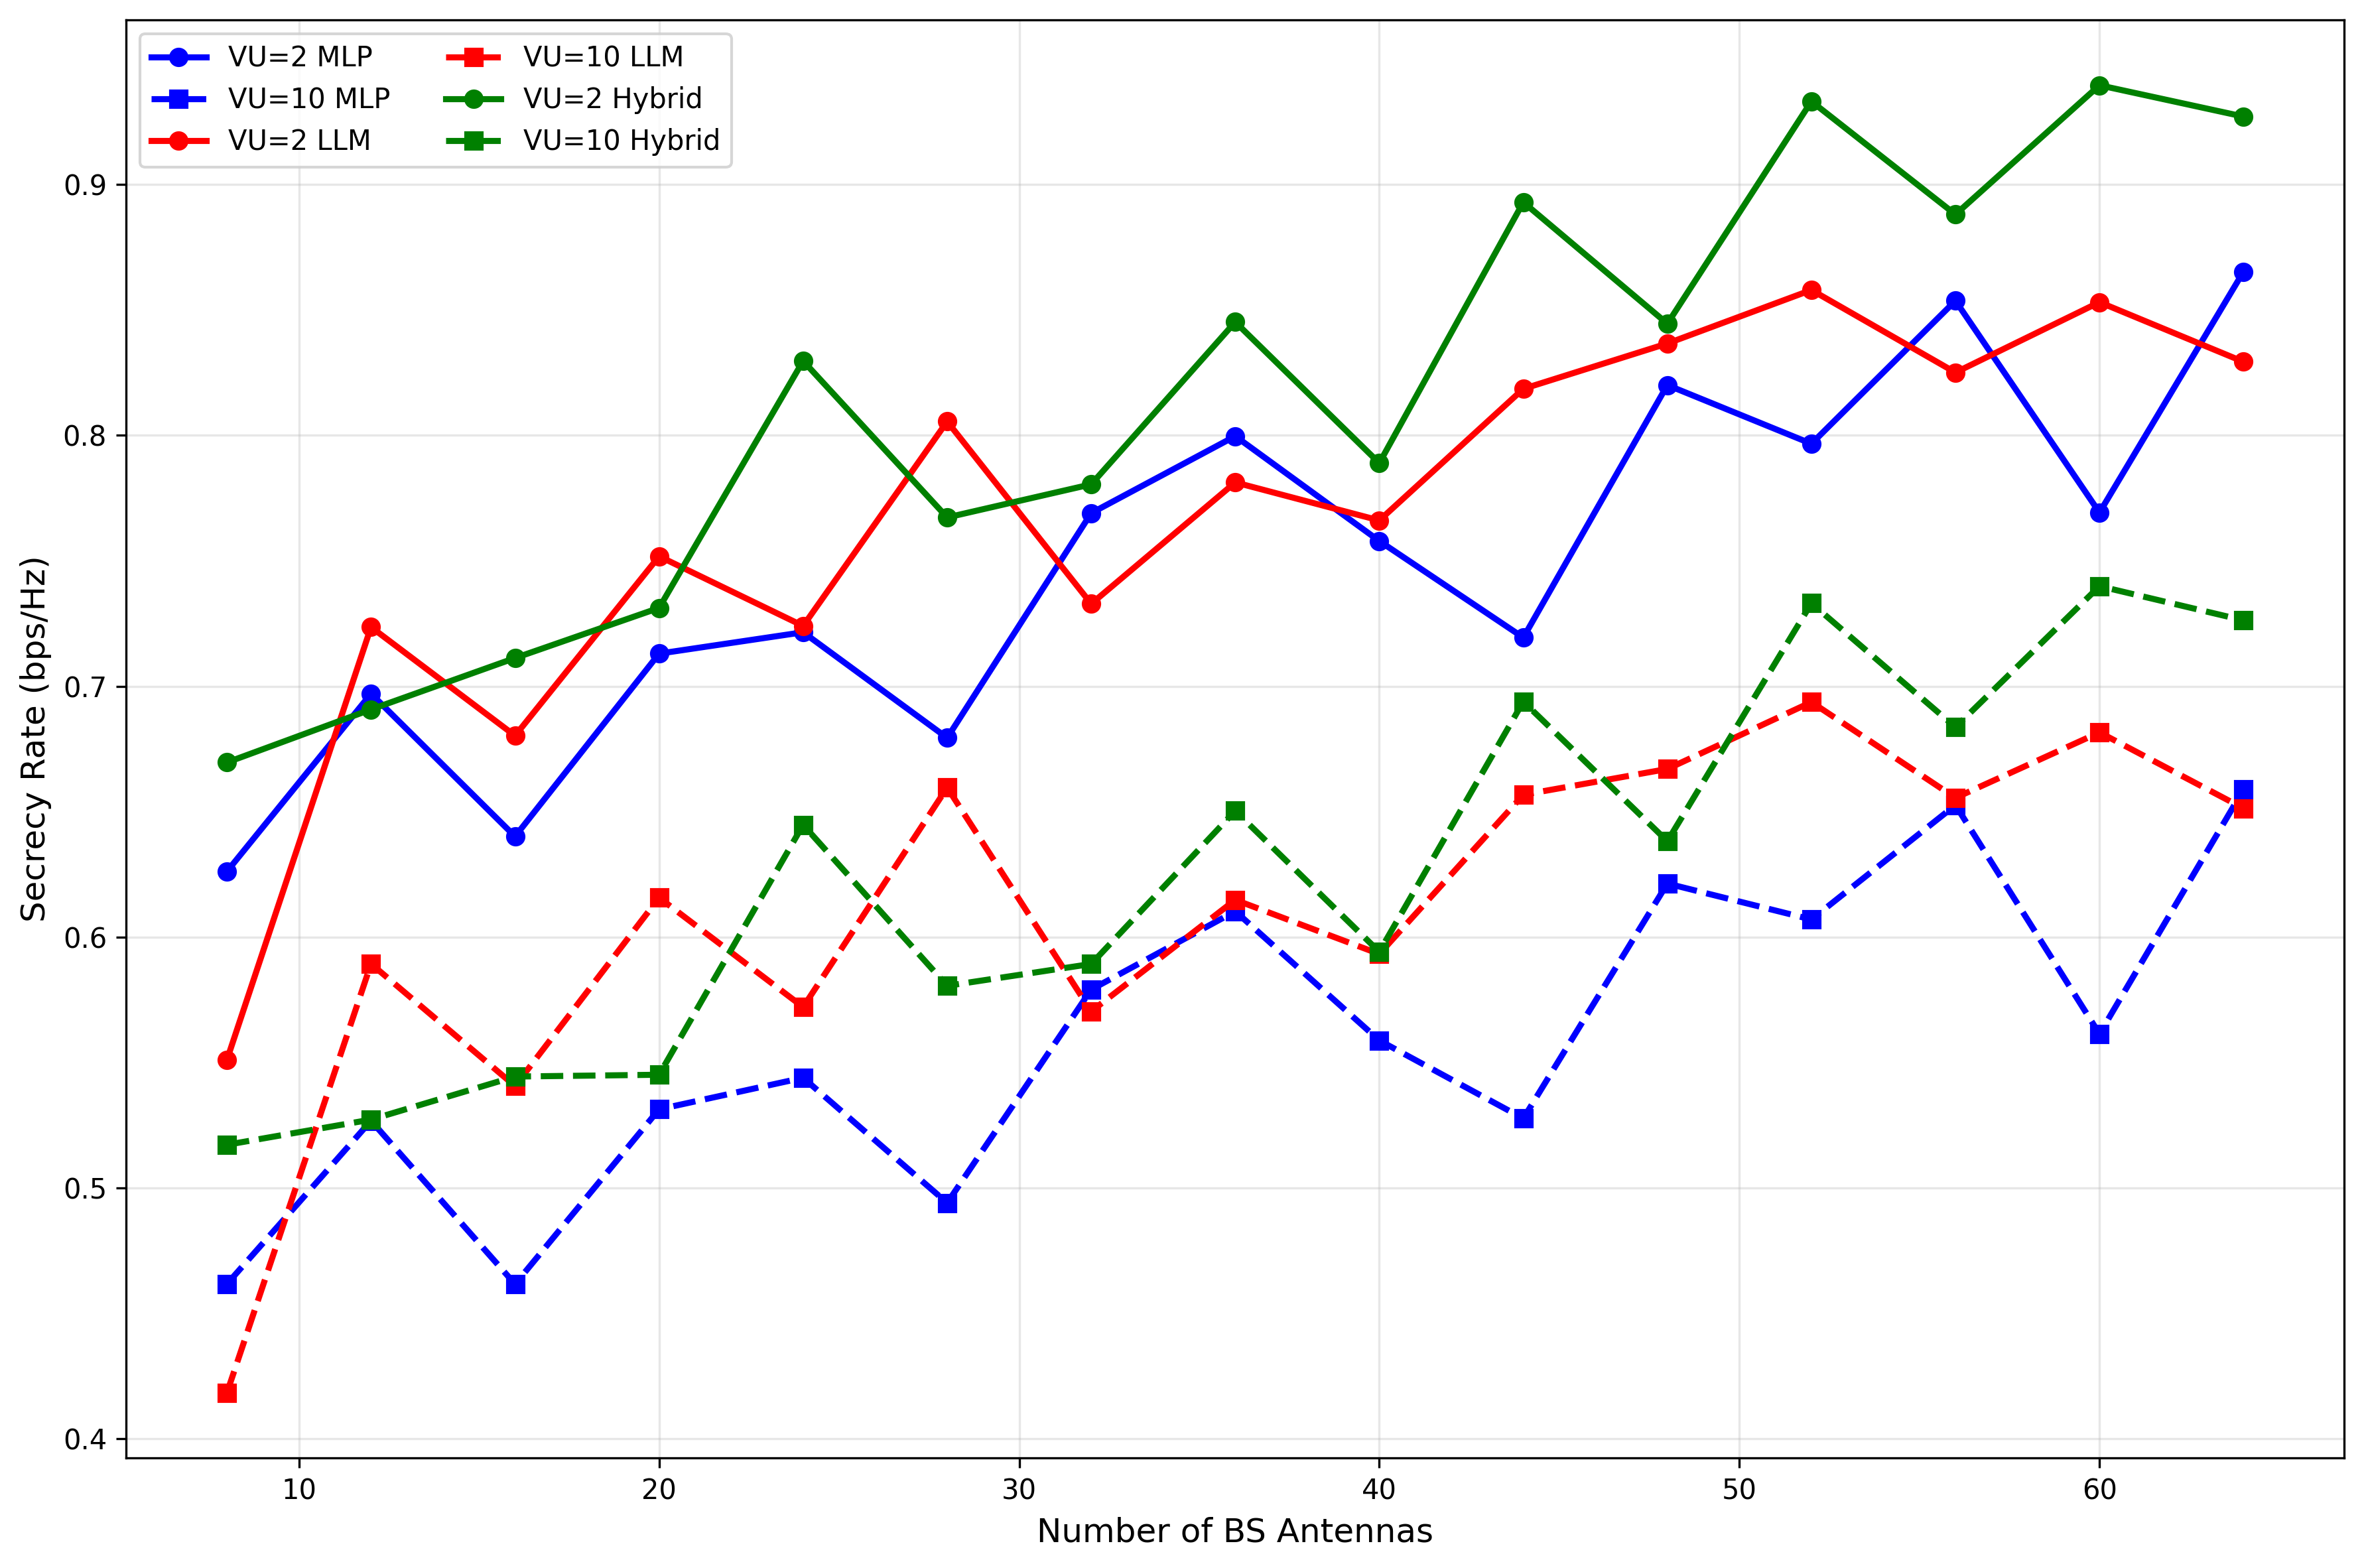 VU=2 MLP
VU=10 MLP
VU=2 LLM
VU=10 LLM
VU=2 Hybrid
VU=10 Hybrid
Secrecy Rate (bps/Hz)
0.9
0.8
0.7
0.6
0.5
0.4
10 20 30 40 50 60
Number of BS Antennas